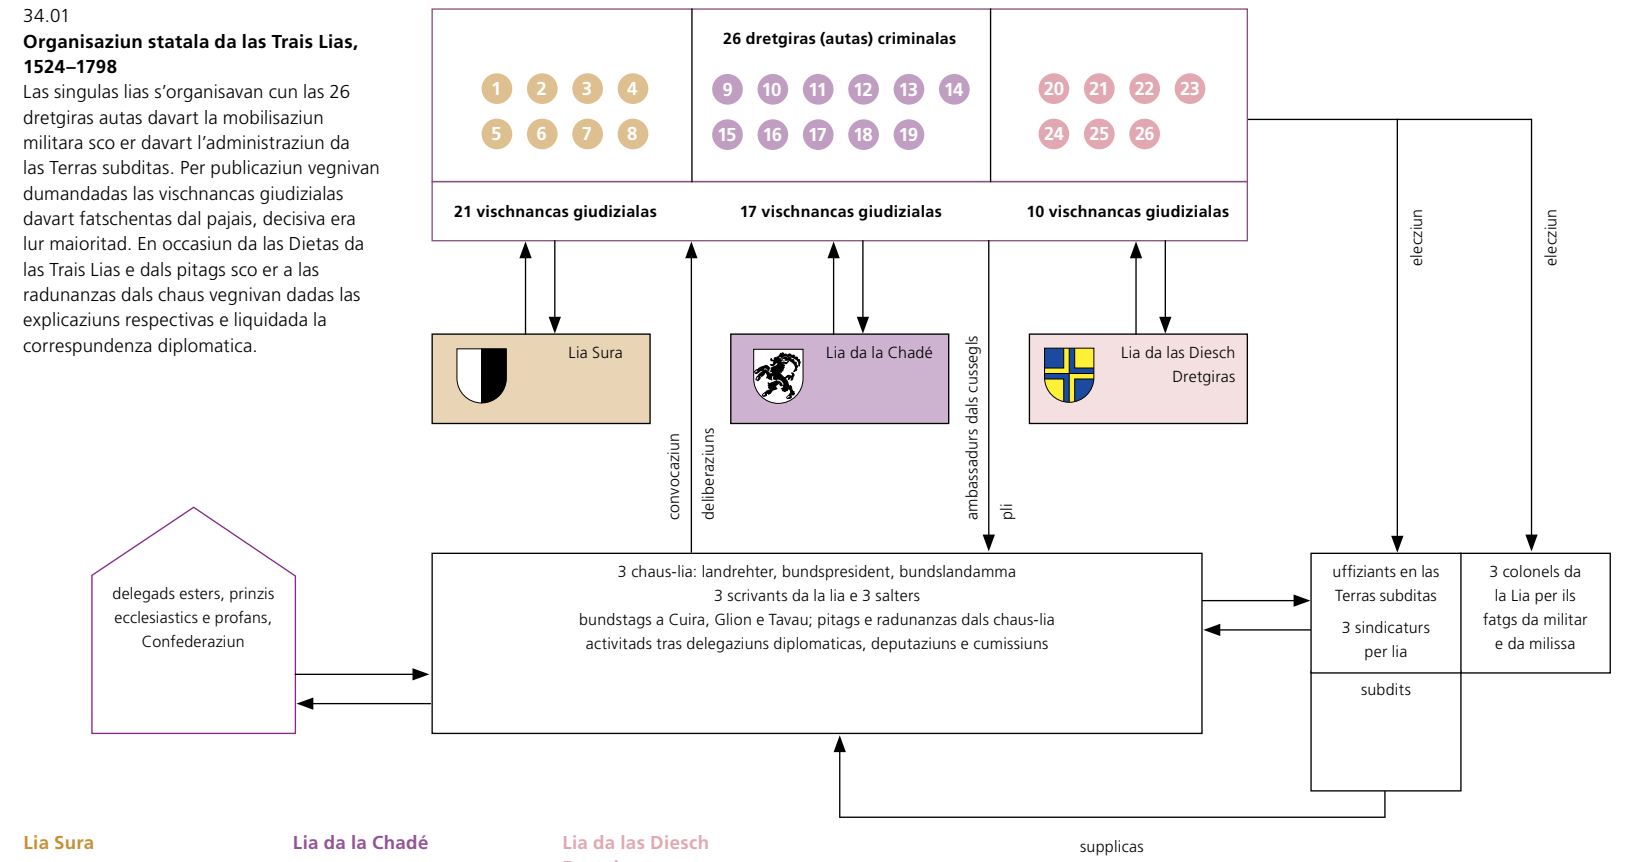 34.01
Organisaziun statala da las Trais Lias,
1524–1798
Las singulas lias s’organisavan cun las 26
dretgiras autas davart la mobilisaziun
militara sco er davart l’administraziun da
las Terras subditas. Per publicaziun vegnivan
dumandadas las vischnancas giudizialas
davart fatschentas dal pajais, decisiva era
lur maioritad. En occasiun da las Dietas da
las Trais Lias e dals pitags sco er a las
radunanzas dals chaus vegnivan dadas las
explicaziuns respectivas e liquidada la
correspundenza diplomatica.
26 dretgiras (autas) criminalas
1 2 3 4
5 6 7 8
9 10 11 12 13 14
15 16 17 18 19
20 21 22 23
24 25 26
21 vischnancas giudizialas
17 vischnancas giudizialas
10 vischnancas giudizialas
elecziun
elecziun
Lia Sura
Lia da la Chadé
Lia da las Diesch
Dretgiras
convocaziun
deliberaziuns
ambassadurs dals cussegls
pli
delegads esters, prinzis
ecclesiastics e profans,
Confederaziun
3 chaus-lia: landrehter, bundspresident, bundslandamma
3 scrivants da la lia e 3 salters
bundstags a Cuira, Glion e Tavau; pitags e radunanzas dals chaus-lia
activitads tras delegaziuns diplomaticas, deputaziuns e cumissiuns
uffiziants en las
Terras subditas
3 sindicaturs
per lia
subdits
3 colonels da
la Lia per ils
fatgs da militar
e da milissa
supplicas
Lia Sura
Lia da la Chadé
Lia da las Diesch